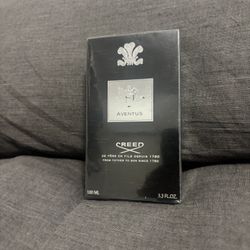 AVENTUS
CREED
DE PÈRE EN FILS DEPUIS 1760
FROM FATHER TO SON SINCE 1760
100 ML
3.3 FL.OZ.